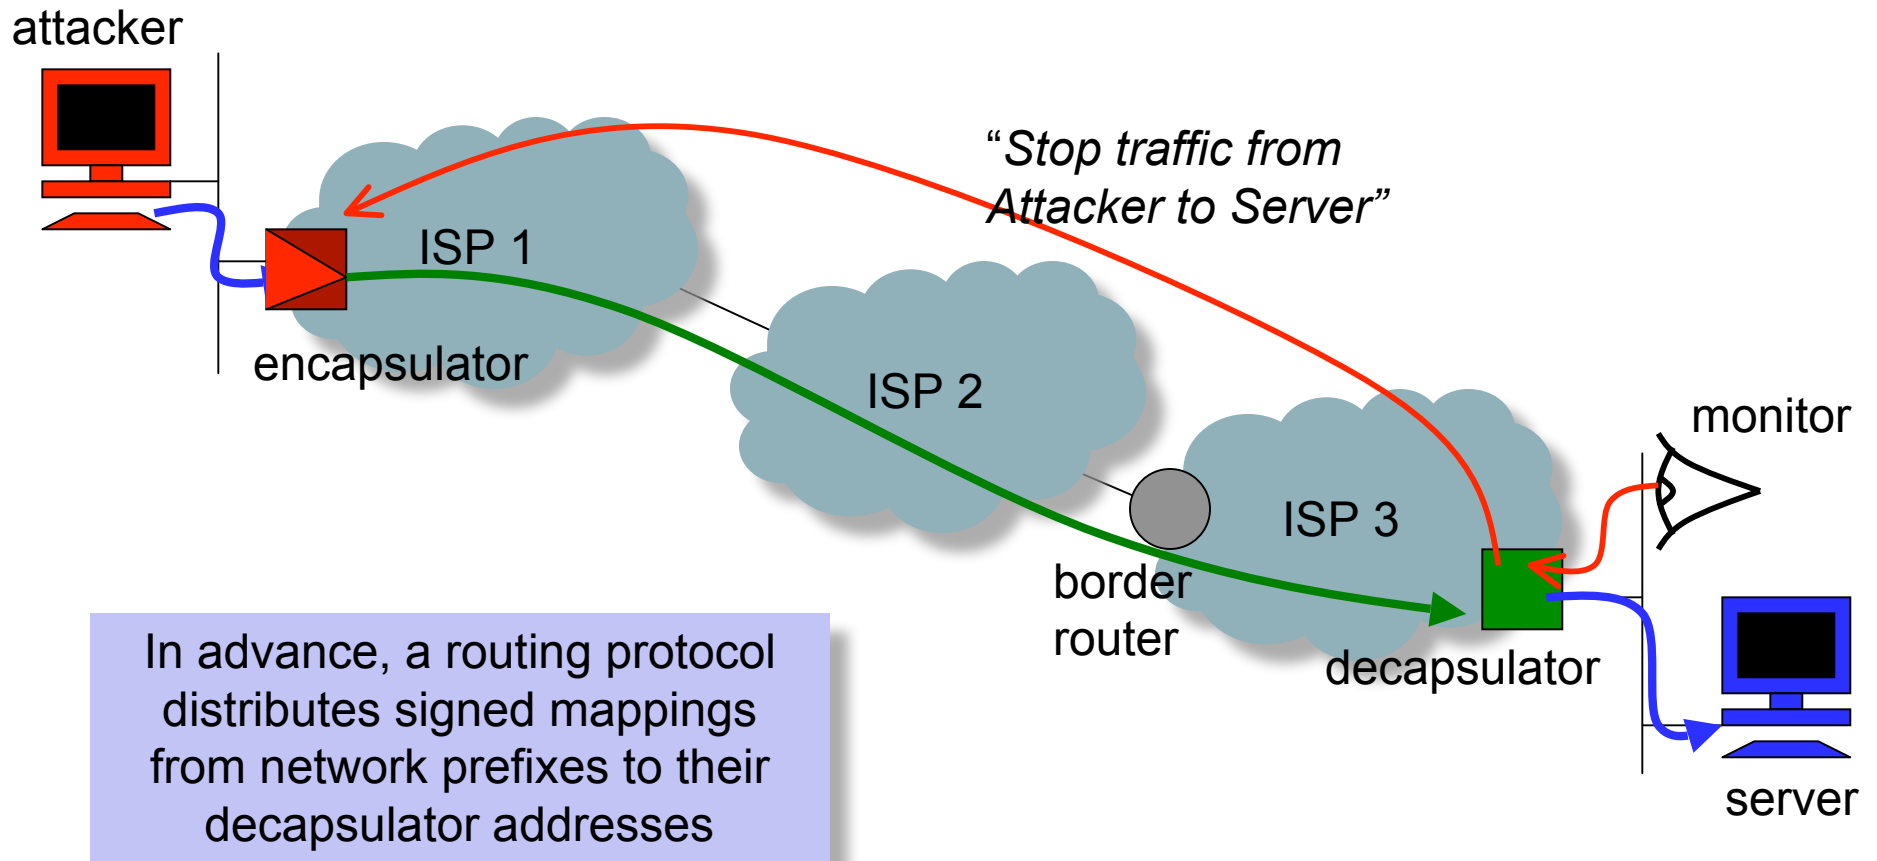 attacker
“Stop traffic from
Attacker to Server”
ISP 1
encapsulator
ISP 2
monitor
ISP 3
border
router
decapsulator
In advance, a routing protocol
distributes signed mappings
from network prefixes to their
decapsulator addresses
server